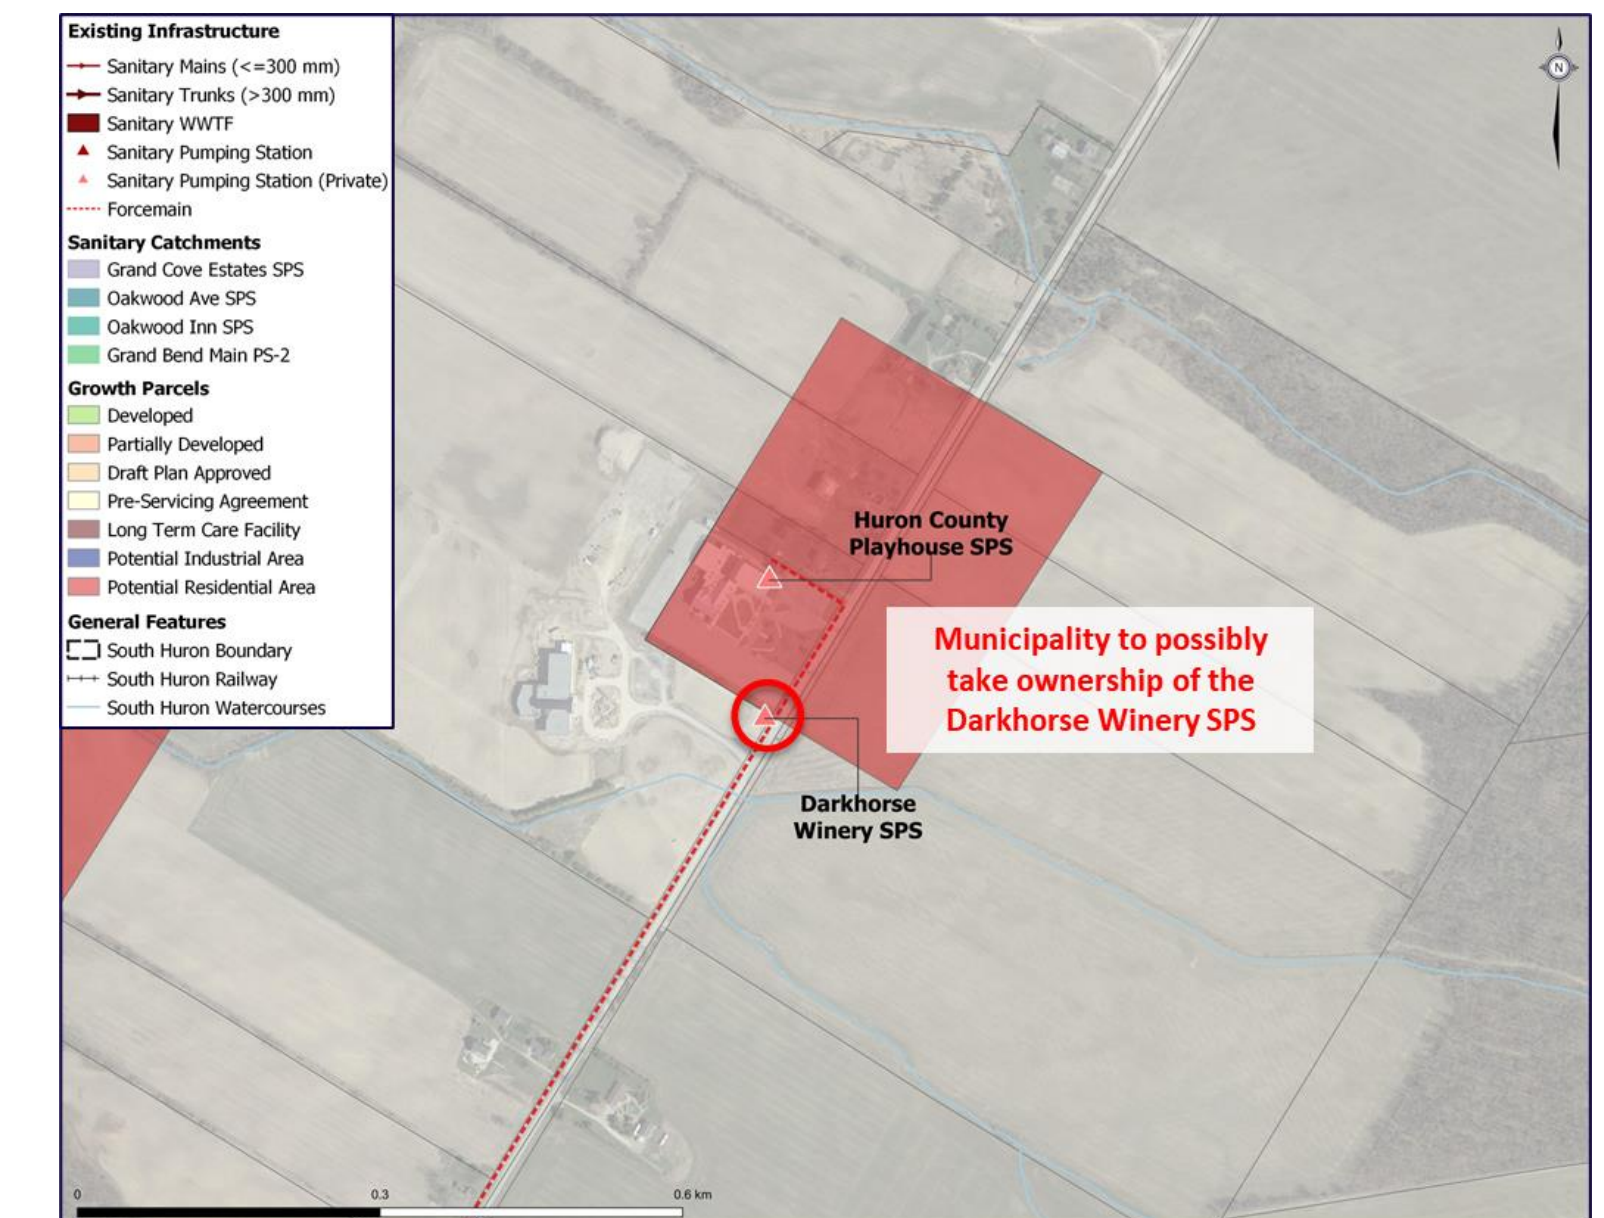 Existing Infrastructure
Sanitary Mains (<=300 mm)
Sanitary Trunks (>300 mm)
Sanitary WWTF
Sanitary Pumping Station
Sanitary Pumping Station (Private)
Forcemain
Sanitary Catchments
Grand Cove Estates SPS
Oakwood Ave SPS
Oakwood Inn SPS
Grand Bend Main PS-2
Growth Parcels
Developed
Partially Developed
Draft Plan Approved
Pre-Servicing Agreement
Long Term Care Facility
Potential Industrial Area
Potential Residential Area
General Features
South Huron Boundary
South Huron Railway
South Huron Watercourses
N
Huron County
Playhouse SPS
Municipality to possibly
take ownership of the
Darkhorse Winery SPS
Darkhorse
Winery SPS
0 0.3 0.6 km